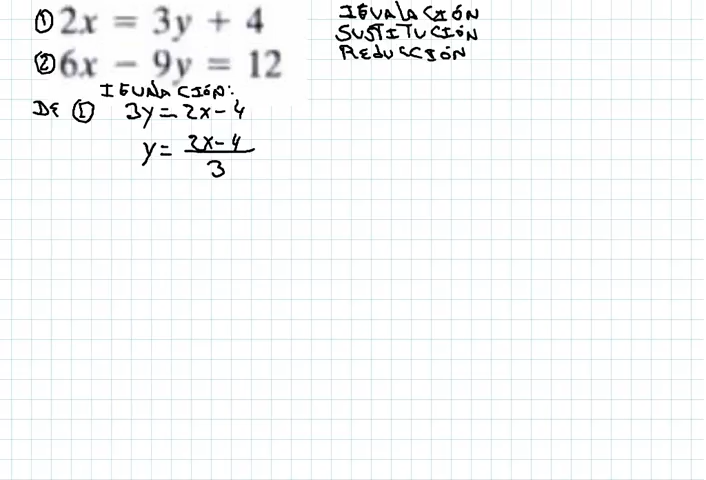 ① 2x = 3y + 4
② 6x − 9y = 12
IGUALACIÓN
SUSTITUCIÓN
REDUCCIÓN
IGUALACIÓN:
DE ① 3y = 2x - 4
y = \frac{2x-4}{3}